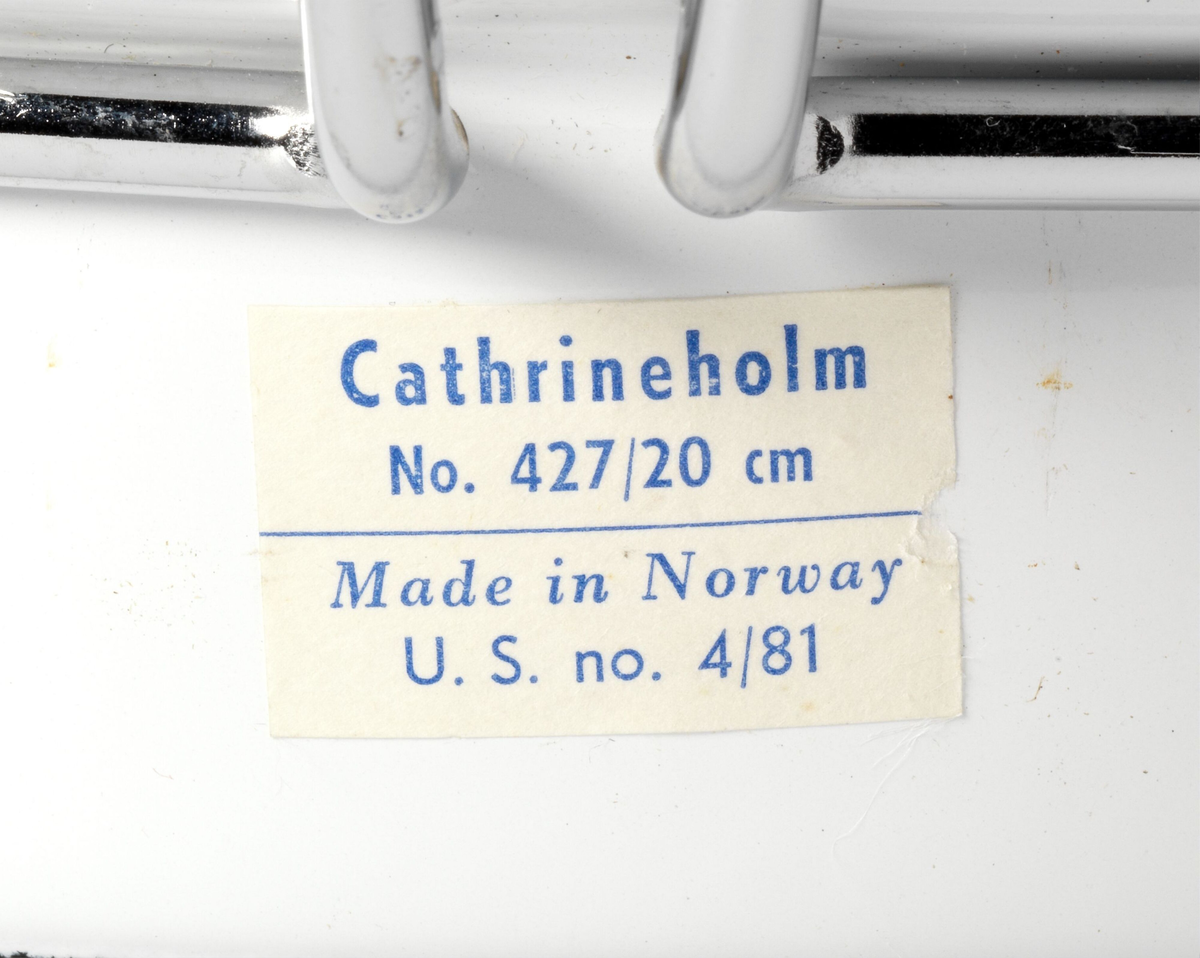 Cathrineholm
No. 427/20 cm
Made in Norway
U. S. no. 4/81